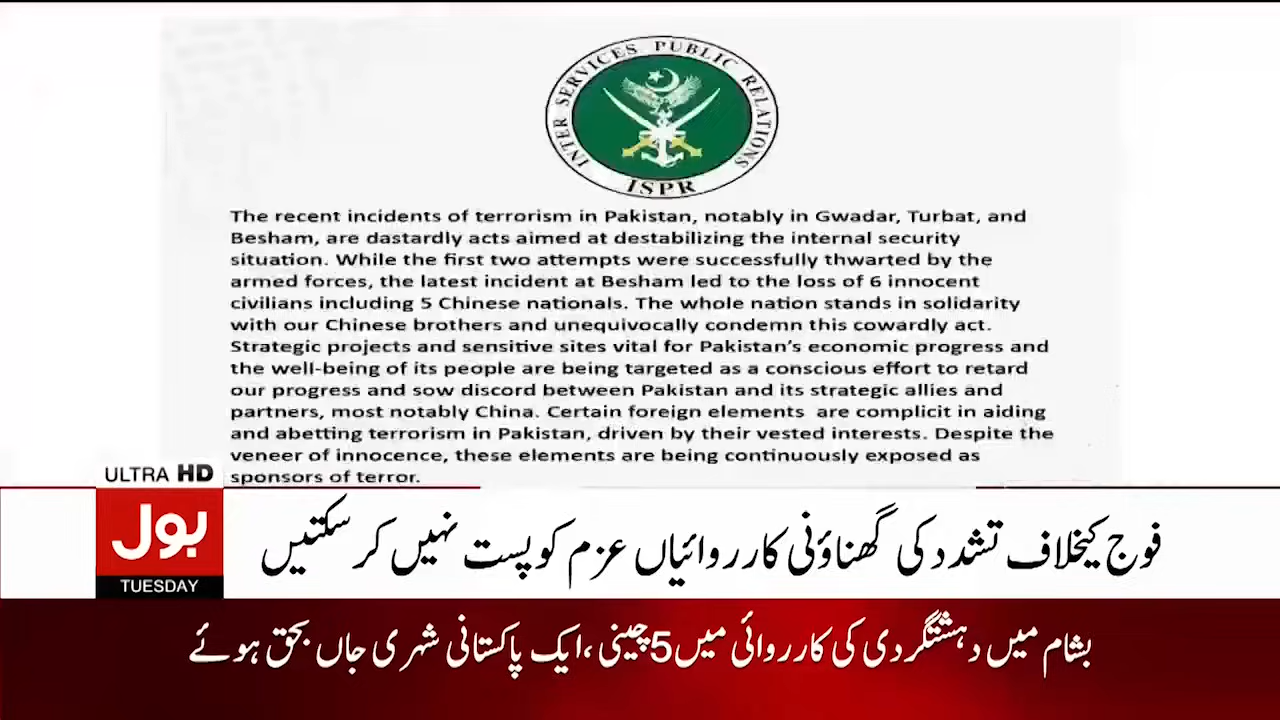 INTER SERVICES PUBLIC RELATIONS
ISPR
The recent incidents of terrorism in Pakistan, notably in Gwadar, Turbat, and
Besham, are dastardly acts aimed at destabilizing the internal security
situation. While the first two attempts were successfully thwarted by the
armed forces, the latest incident at Besham led to the loss of 6 innocent
civilians including 5 Chinese nationals. The whole nation stands in solidarity
with our Chinese brothers and unequivocally condemn this cowardly act.
Strategic projects and sensitive sites vital for Pakistan's economic progress and
the well-being of its people are being targeted as a conscious effort to retard
our progress and sow discord between Pakistan and its strategic allies and
partners, most notably China. Certain foreign elements are complicit in aiding
and abetting terrorism in Pakistan, driven by their vested interests. Despite the
veneer of innocence, these elements are being continuously exposed as
sponsors of terror.
ULTRA HD
بول
TUESDAY
فوج کیخلاف تشدد کی گھناؤنی کارروائیاں عزم کو پست نہیں کر سکتیں
بشام میں دہشتگردی کی کارروائی میں 5 چینی، ایک پاکستانی شہری جاں بحق ہوئے